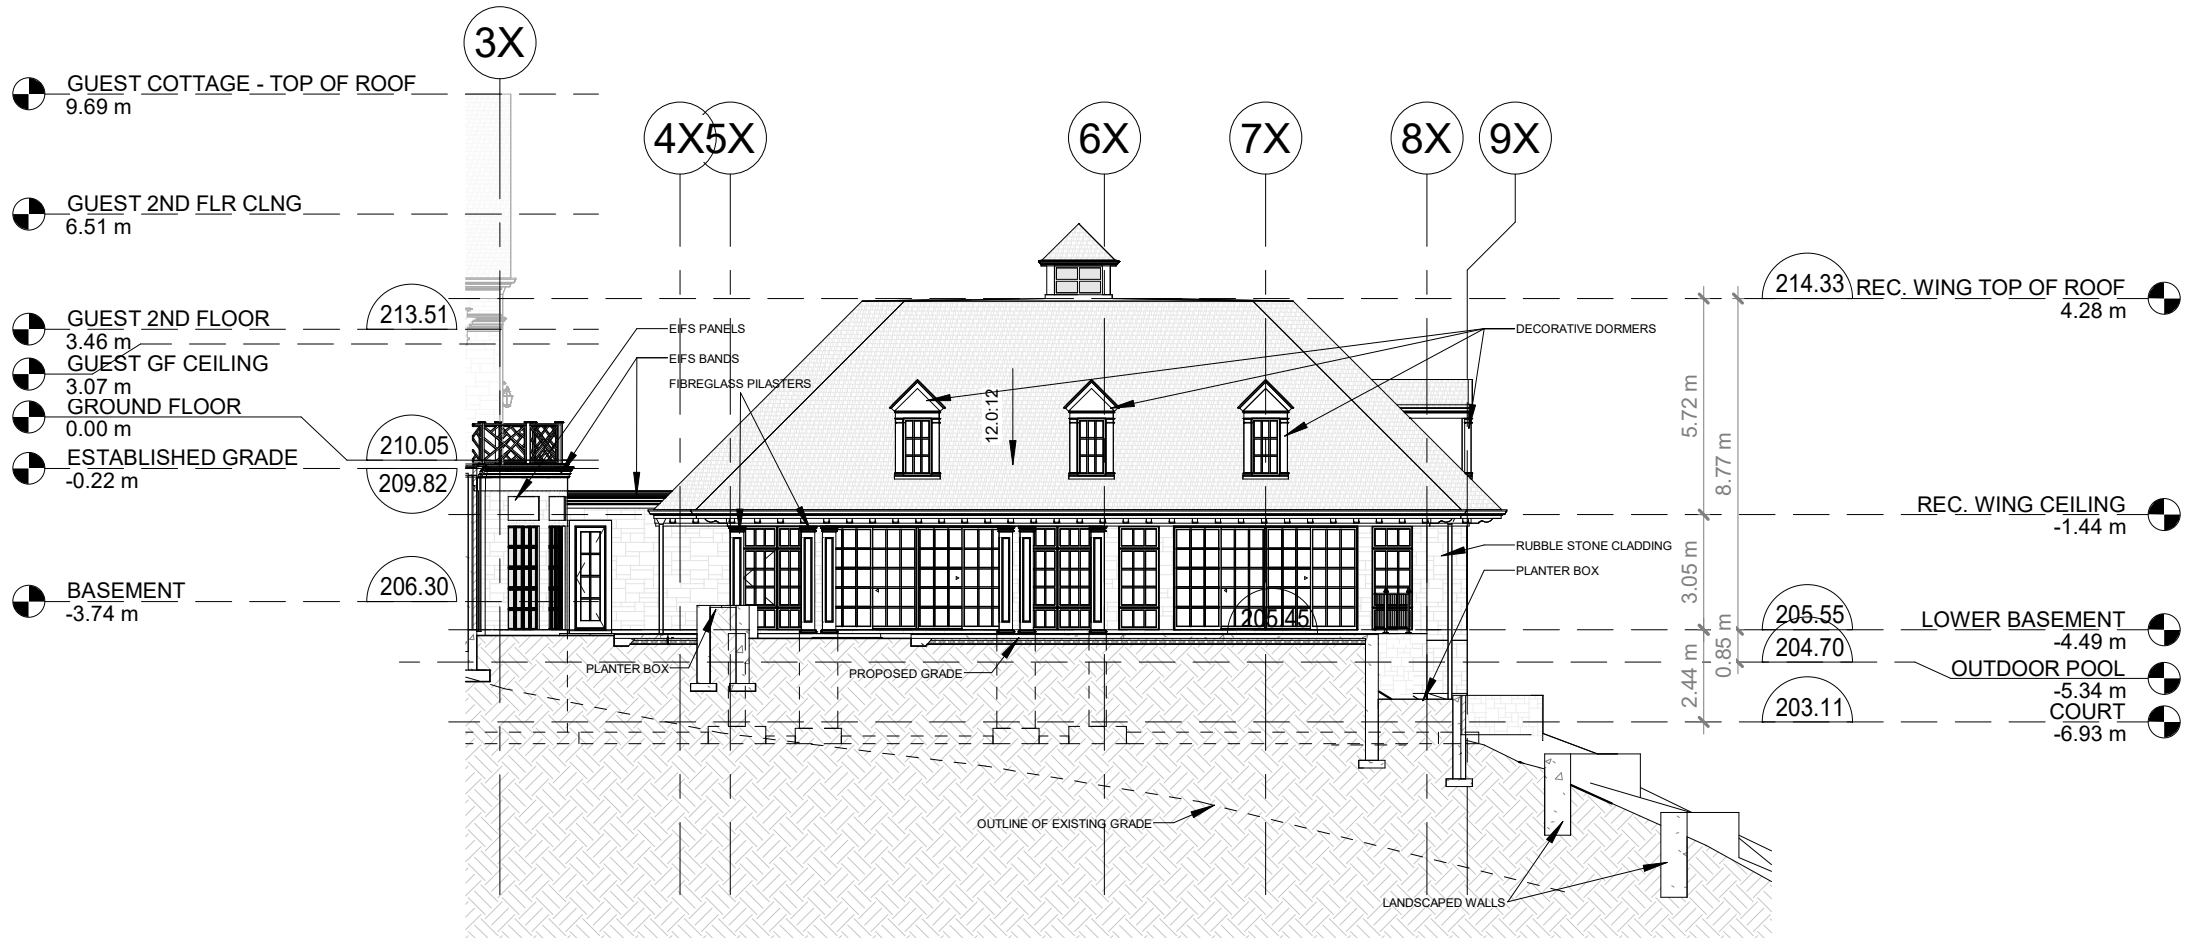 3X
4X
5X
6X
7X
8X
9X
GUEST COTTAGE - TOP OF ROOF
9.69 m
GUEST 2ND FLR CLNG
6.51 m
GUEST 2ND FLOOR
3.46 m
213.51
GUEST GF CEILING
3.07 m
GROUND FLOOR
0.00 m
210.05
ESTABLISHED GRADE
-0.22 m
209.82
BASEMENT
-3.74 m
206.30
EIFS PANELS
EIFS BANDS
FIBREGLASS PILASTERS
12.0:12
DECORATIVE DORMERS
RUBBLE STONE CLADDING
PLANTER BOX
205.45
PLANTER BOX
PROPOSED GRADE
OUTLINE OF EXISTING GRADE
LANDSCAPED WALLS
5.72 m
8.77 m
3.05 m
0.85 m
2.44 m
214.33
REC. WING TOP OF ROOF
4.28 m
REC. WING CEILING
-1.44 m
205.55
LOWER BASEMENT
-4.49 m
204.70
OUTDOOR POOL
-5.34 m
203.11
COURT
-6.93 m